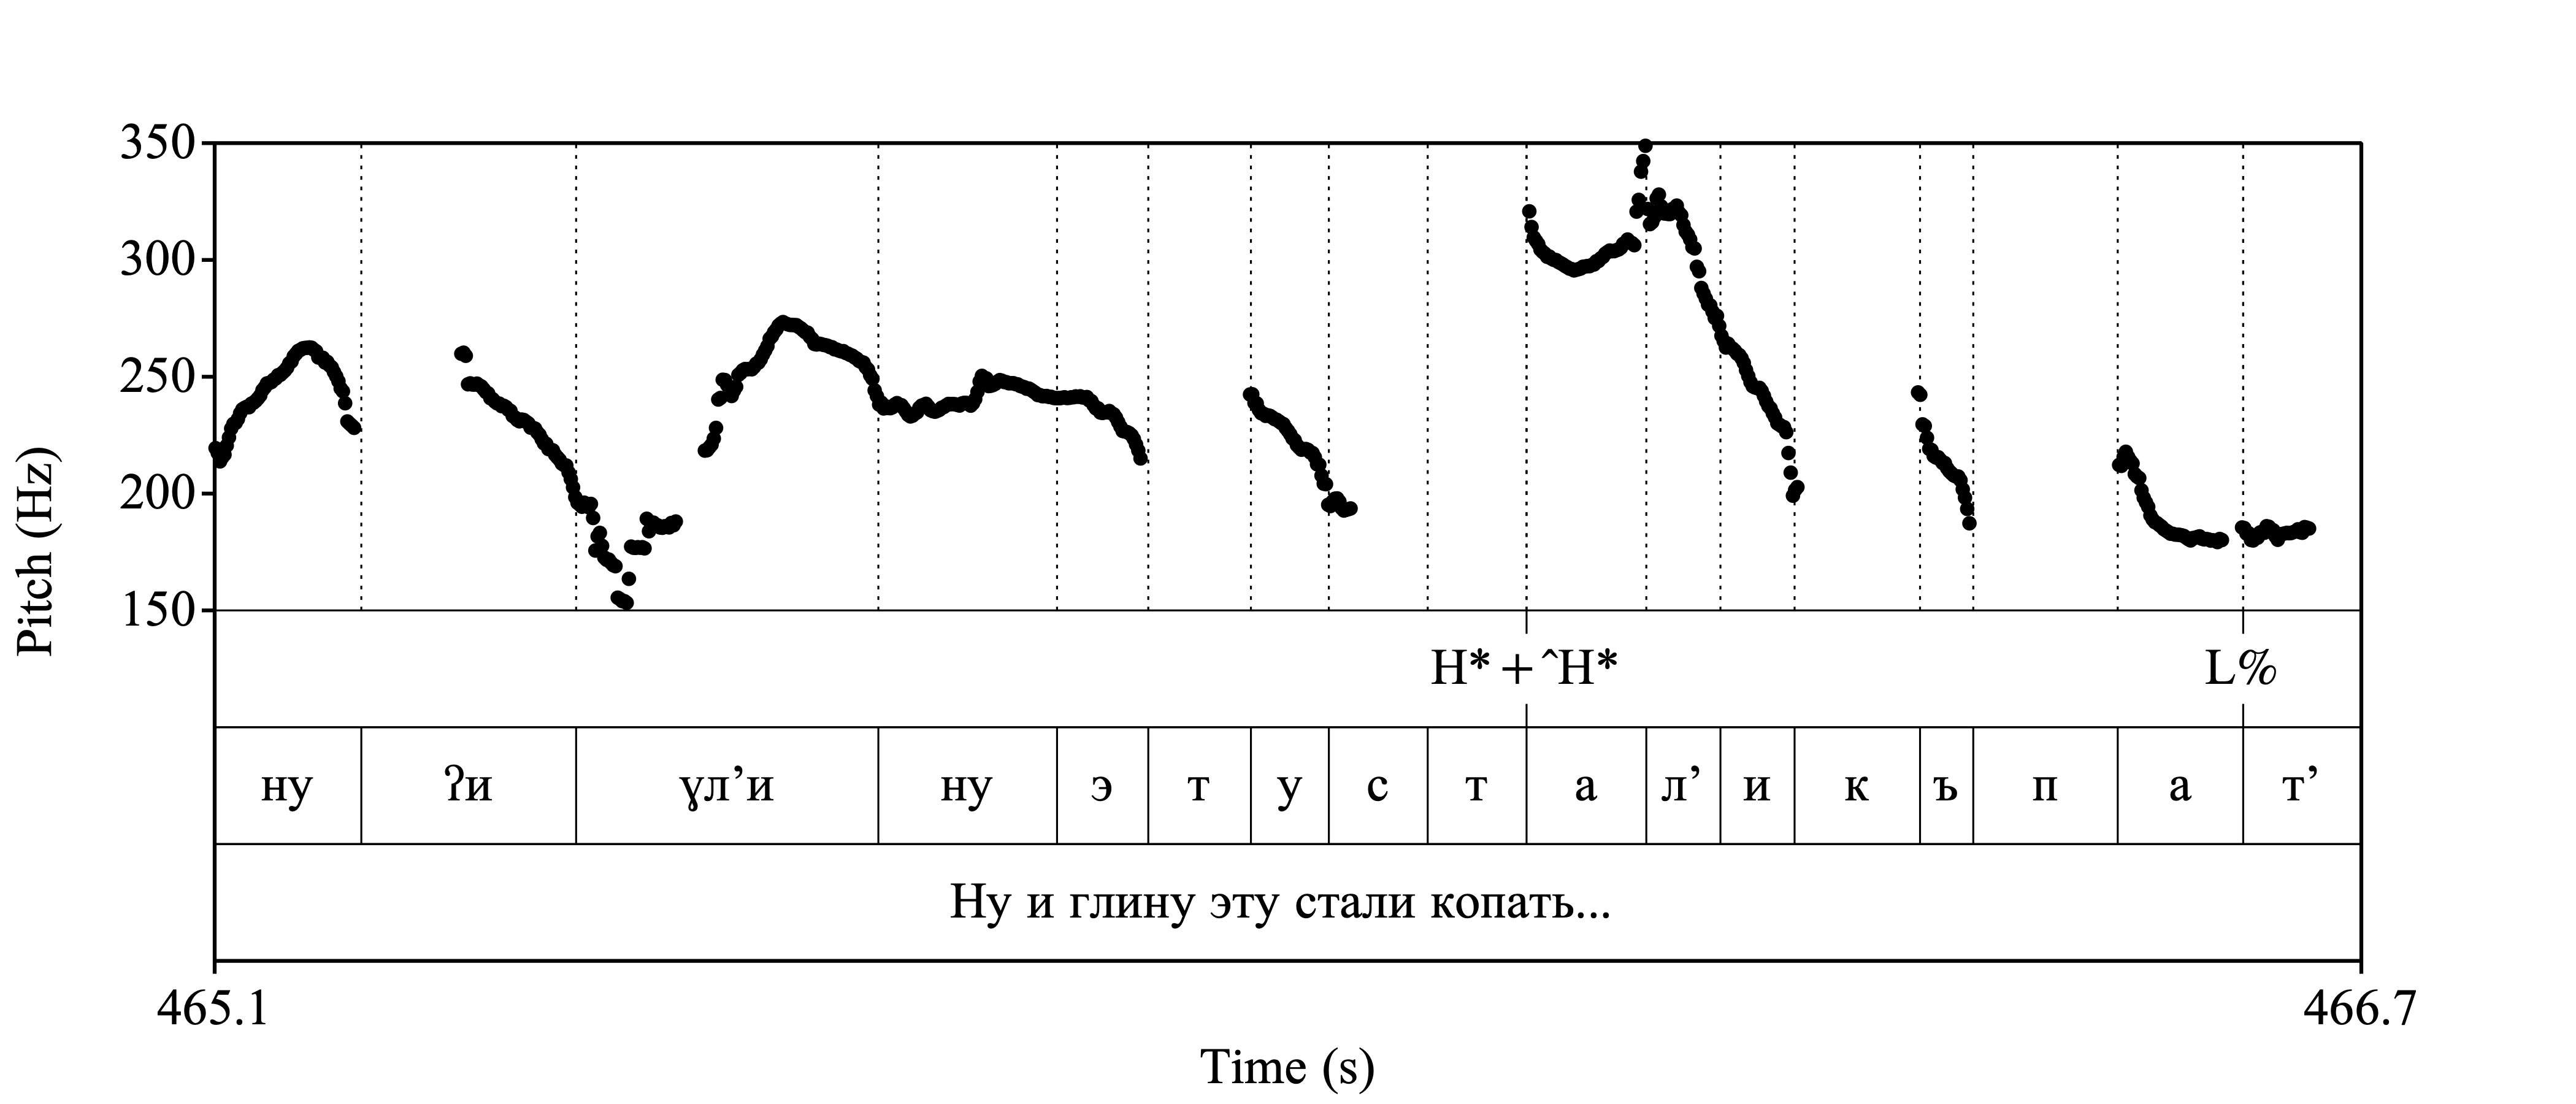 350
300
250
200
150
Pitch (Hz)
H* + ^H* L%
ну ʔи ɣл’и ну э т у с т а л’ и к ъ п а т’
Ну и глину эту стали копать...
465.1 466.7
Time (s)